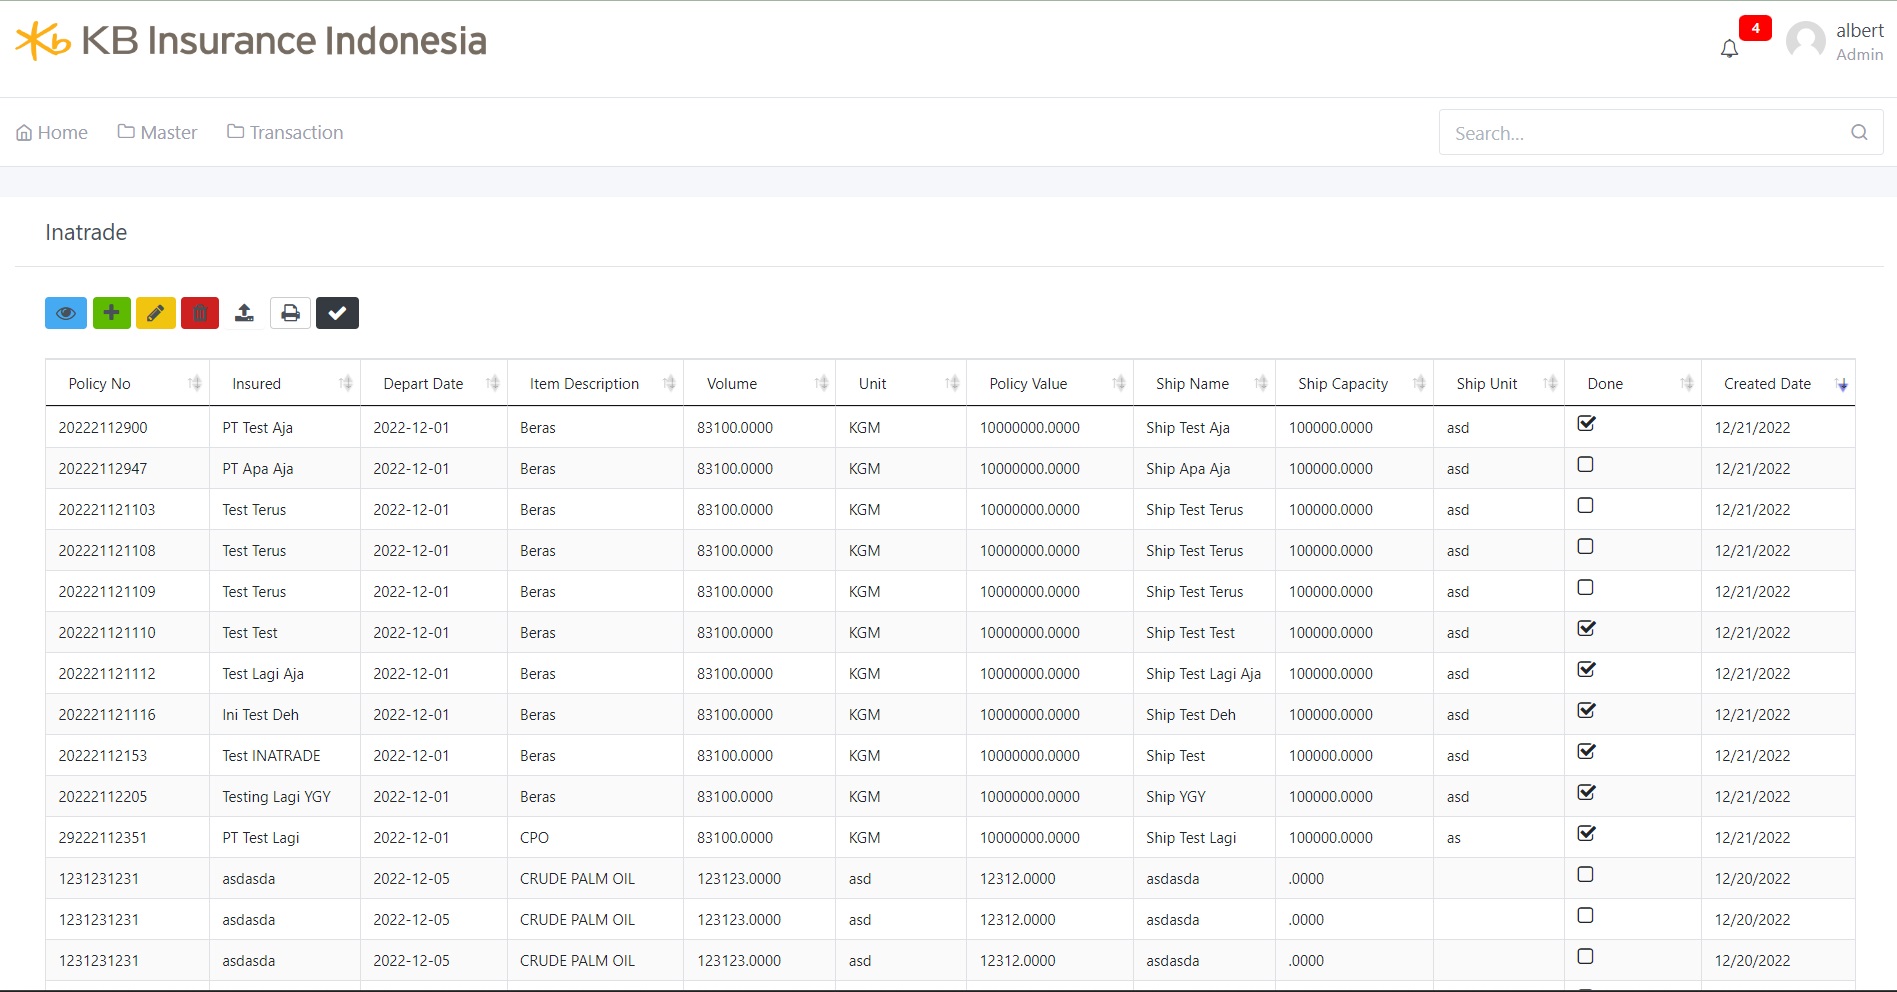 KB Insurance Indonesia
4
albert
Admin
Home Master Transaction
Search...
Inatrade
Policy No Insured Depart Date Item Description Volume Unit Policy Value Ship Name Ship Capacity Ship Unit Done Created Date
20222112900 PT Test Aja 2022-12-01 Beras 83100.0000 KGM 10000000.0000 Ship Test Aja 100000.0000 asd 12/21/2022
20222112947 PT Apa Aja 2022-12-01 Beras 83100.0000 KGM 10000000.0000 Ship Apa Aja 100000.0000 asd 12/21/2022
202221121103 Test Terus 2022-12-01 Beras 83100.0000 KGM 10000000.0000 Ship Test Terus 100000.0000 asd 12/21/2022
202221121108 Test Terus 2022-12-01 Beras 83100.0000 KGM 10000000.0000 Ship Test Terus 100000.0000 asd 12/21/2022
202221121109 Test Terus 2022-12-01 Beras 83100.0000 KGM 10000000.0000 Ship Test Terus 100000.0000 asd 12/21/2022
202221121110 Test Test 2022-12-01 Beras 83100.0000 KGM 10000000.0000 Ship Test Test 100000.0000 asd 12/21/2022
202221121112 Test Lagi Aja 2022-12-01 Beras 83100.0000 KGM 10000000.0000 Ship Test Lagi Aja 100000.0000 asd 12/21/2022
202221121116 Ini Test Deh 2022-12-01 Beras 83100.0000 KGM 10000000.0000 Ship Test Deh 100000.0000 asd 12/21/2022
20222112153 Test INATRADE 2022-12-01 Beras 83100.0000 KGM 10000000.0000 Ship Test 100000.0000 asd 12/21/2022
20222112205 Testing Lagi YGY 2022-12-01 Beras 83100.0000 KGM 10000000.0000 Ship YGY 100000.0000 asd 12/21/2022
29222112351 PT Test Lagi 2022-12-01 CPO 83100.0000 KGM 10000000.0000 Ship Test Lagi 100000.0000 as 12/21/2022
1231231231 asdasda 2022-12-05 CRUDE PALM OIL 123123.0000 asd 12312.0000 asdasda .0000 12/20/2022
1231231231 asdasda 2022-12-05 CRUDE PALM OIL 123123.0000 asd 12312.0000 asdasda .0000 12/20/2022
1231231231 asdasda 2022-12-05 CRUDE PALM OIL 123123.0000 asd 12312.0000 asdasda .0000 12/20/2022